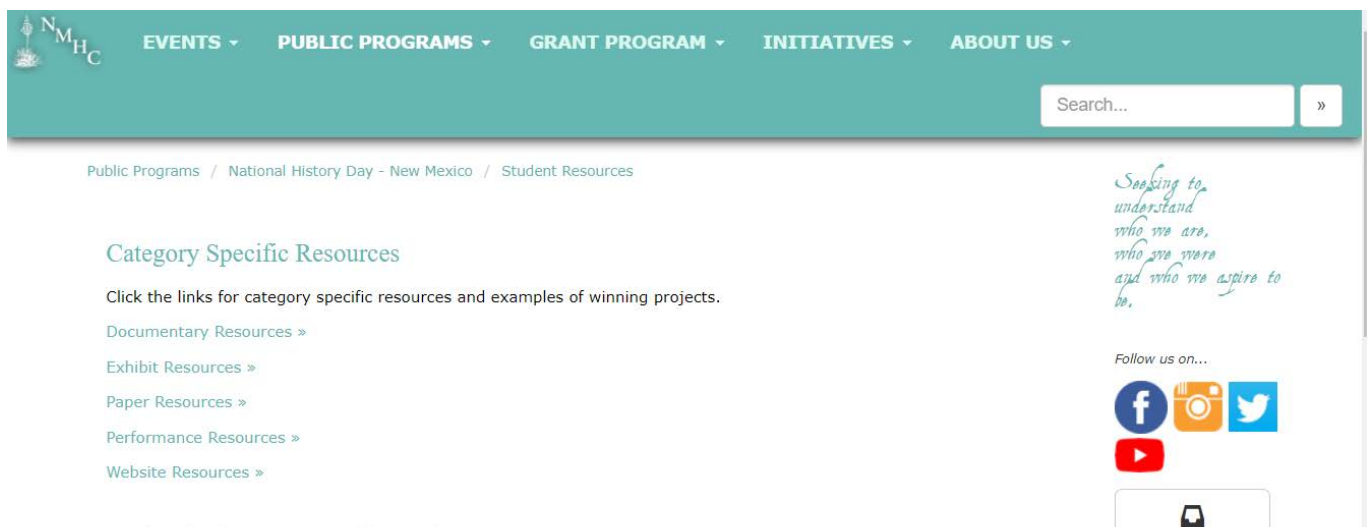 NMHC
EVENTS
PUBLIC PROGRAMS
GRANT PROGRAM
INITIATIVES
ABOUT US
Search...
»
Public Programs / National History Day - New Mexico / Student Resources
Seeking to
understand
who we are,
who we were
and who we aspire to
be.
Category Specific Resources
Click the links for category specific resources and examples of winning projects.
Documentary Resources »
Exhibit Resources »
Paper Resources »
Performance Resources »
Website Resources »
Follow us on...